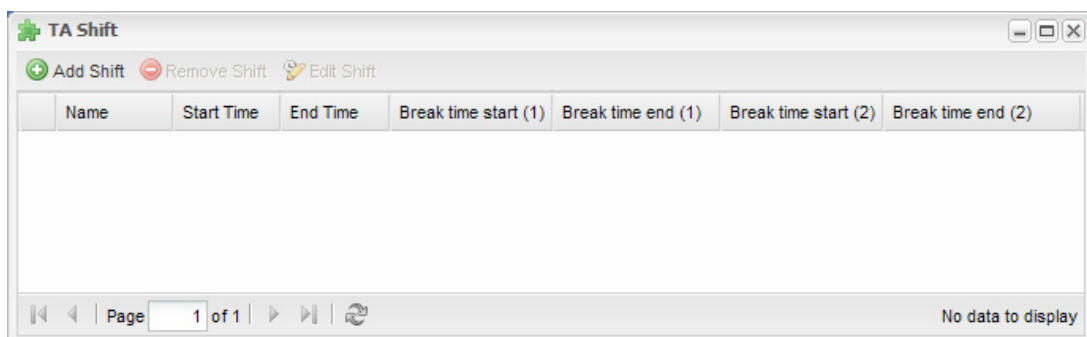 TA Shift
Add Shift Remove Shift Edit Shift
Name Start Time End Time Break time start (1) Break time end (1) Break time start (2) Break time end (2)
Page 1 of 1 No data to display